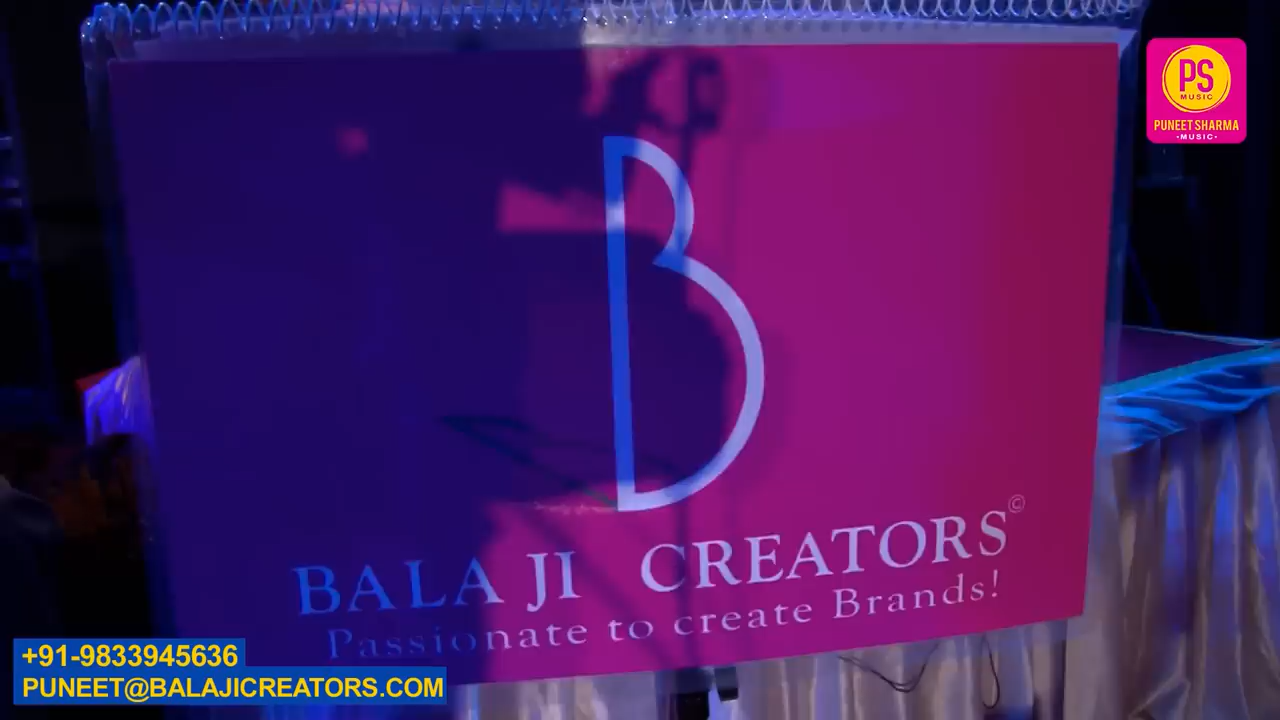 PS
MUSIC
PUNEET SHARMA
·MUSIC·
B
BALA JI CREATORS©
Passionate to create Brands!
+91-9833945636
PUNEET@BALAJICREATORS.COM